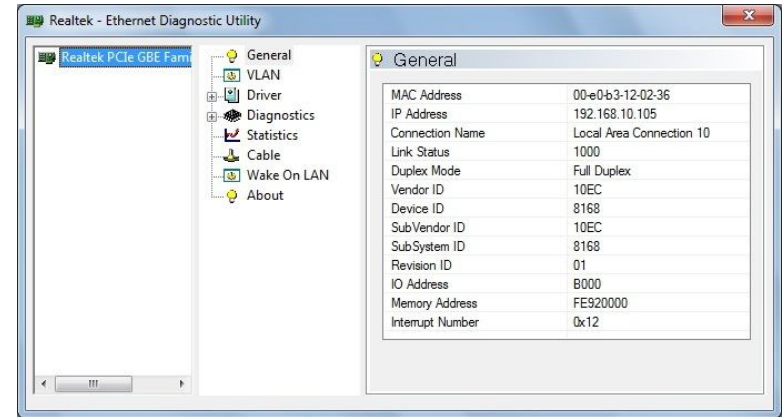 Realtek - Ethernet Diagnostic Utility
Realtek PCIe GBE Fami
General
VLAN
Driver
Diagnostics
Statistics
Cable
Wake On LAN
About
General
MAC Address 00-e0-b3-12-02-36
IP Address 192.168.10.105
Connection Name Local Area Connection 10
Link Status 1000
Duplex Mode Full Duplex
Vendor ID 10EC
Device ID 8168
SubVendor ID 10EC
SubSystem ID 8168
Revision ID 01
IO Address B000
Memory Address FE920000
Interrupt Number 0x12